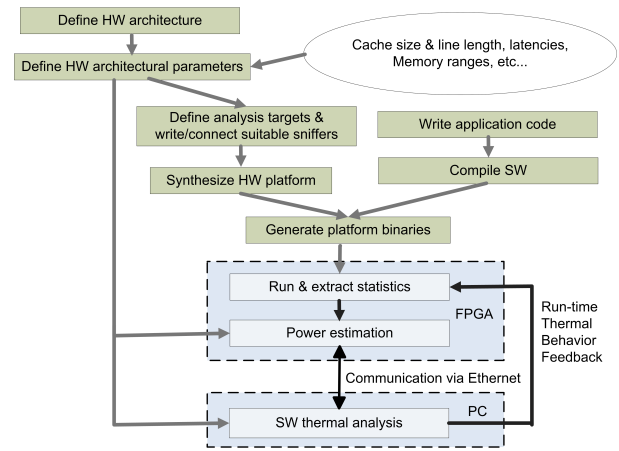 Define HW architecture
Cache size & line length, latencies,
Memory ranges, etc...
Define HW architectural parameters
Define analysis targets &
write/connect suitable sniffers
Write application code
Synthesize HW platform
Compile SW
Generate platform binaries
Run & extract statistics
FPGA
Power estimation
Run-time
Thermal
Behavior
Feedback
Communication via Ethernet
PC
SW thermal analysis